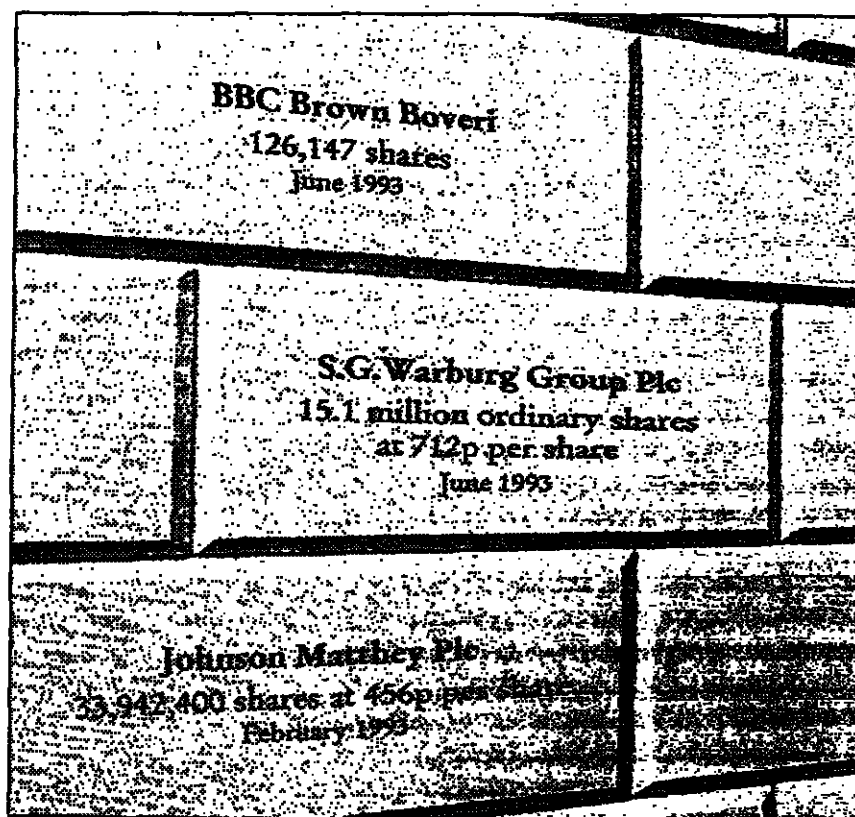 BBC Brown Boveri
126,147 shares
June 1993
S.G.Warburg Group Plc
15.1 million ordinary shares
at 712p per share
June 1993
Johnson Matthey Plc
33,942,400 shares at 456p per share
February 1993